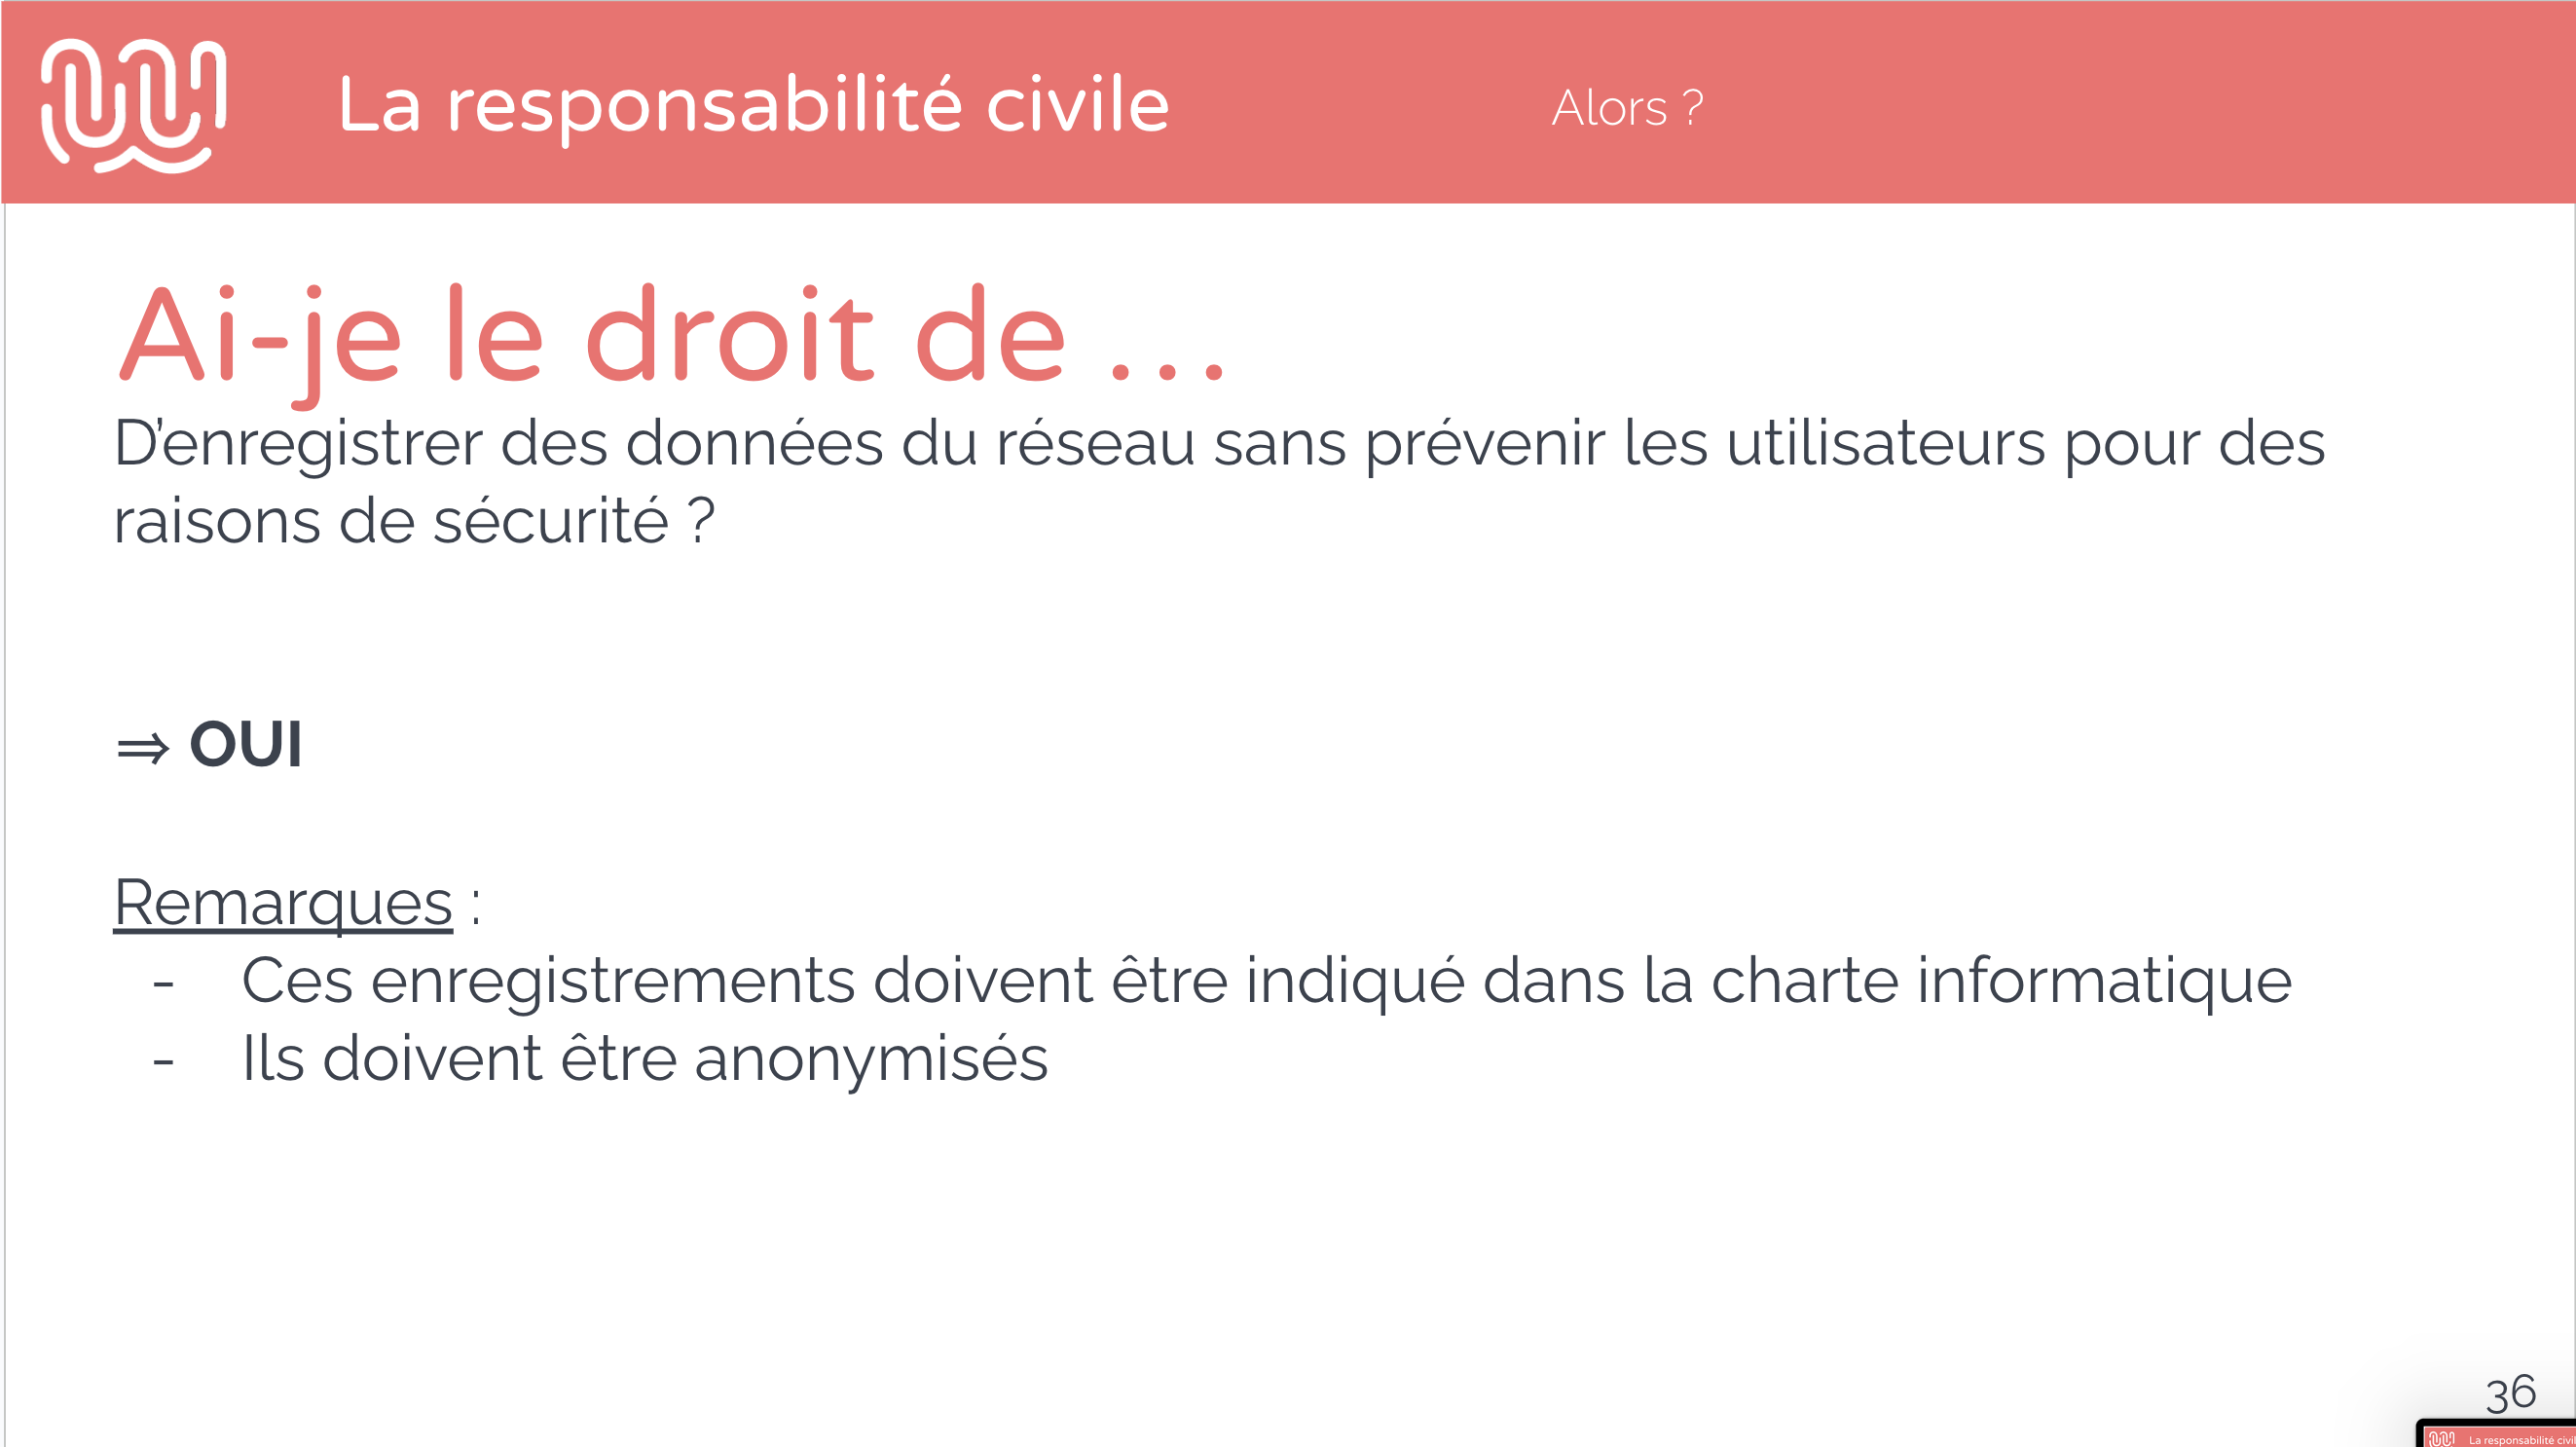 La responsabilité civile
Alors ?
Ai-je le droit de ...
D'enregistrer des données du réseau sans prévenir les utilisateurs pour des
raisons de sécurité ?
⇒ OUI
Remarques :
- Ces enregistrements doivent être indiqué dans la charte informatique
- Ils doivent être anonymisés
36
La responsabilité civil